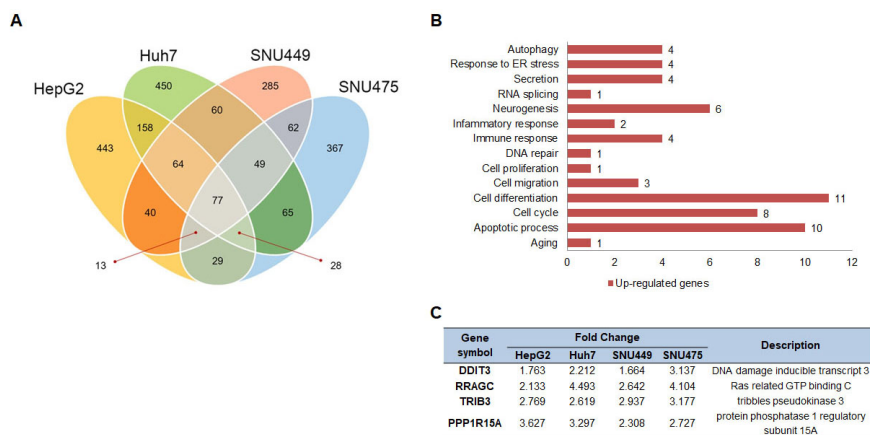 A
HepG2
Huh7
SNU449
SNU475
443
450
285
367
158
60
62
64
49
77
40
65
13
29
28
B
Autophagy 4
Response to ER stress 4
Secretion 4
RNA splicing 1
Neurogenesis 6
Infammatory response 2
Immune response 4
DNA repair 1
Cell proliferation 1
Cell migration 3
Cell differentiation 11
Cell cycle 8
Apoptotic process 10
Aging 1
0 2 4 6 8 10 12
Up-regulated genes
C
Gene symbol Fold Change Description
HepG2 Huh7 SNU449 SNU475
DDIT3 1.763 2.212 1.664 3.137 DNA damage inducible transcript 3
RRAGC 2.133 4.493 2.642 4.104 Ras related GTP binding C
TRIB3 2.769 2.619 2.937 3.177 tribbles pseudokinase 3
PPP1R15A 3.627 3.297 2.308 2.727 protein phosphatase 1 regulatory
subunit 15A